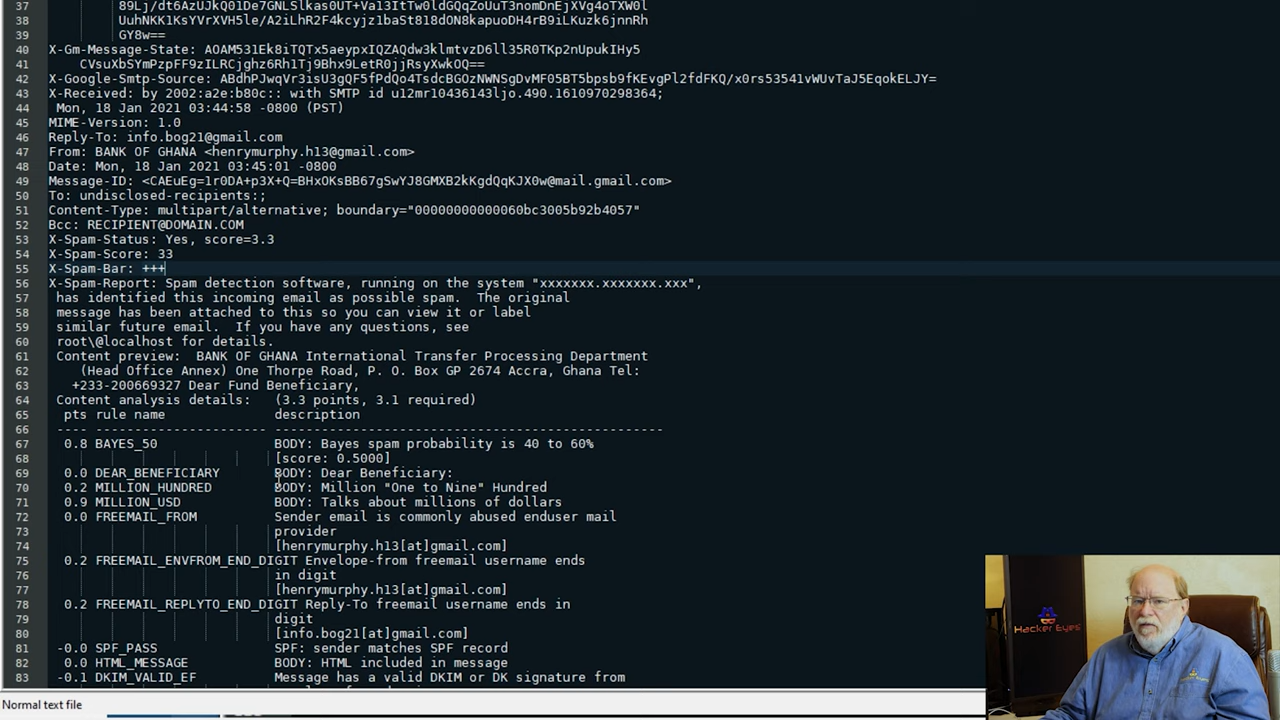 37 89Lj/dt6AzUJkQrXD1De7GNLSlkas0UT+Va13ItTw0ldGQqZoUuT3nomDnEjXVg4oTXW0l
38 UuhNKK1KsYVrXVH5le/A2iLhR2F4kcyjz1baSt818dON8kapuoDH4rB9iLKuzk6jnnRh
39 GY8w==
40 X-Gm-Message-State: AOAM531Ek8iTQTx5aeypxIQZAQdw3klmtvzD6ll35R0TKp2nUpukIHy5
41 CVsuXbSYmPzpFF9zILRCjghz6Rh1Tj9Bhx9LetR0jjRsyXwkOQ==
42 X-Google-Smtp-Source: ABdhPJwqVr3isU3gQF5fPdQo4TsdcBGOzNWNSgDvMF05BT5bpsb9fKEvgPl2fdFKQ/x0rs53541vWUvTaJ5EqokELJY=
43 X-Received: by 2002:a2e:b80c:: with SMTP id u12mr10436143ljo.490.1610970298364;
44 Mon, 18 Jan 2021 03:44:58 -0800 (PST)
45 MIME-Version: 1.0
46 Reply-To: info.bog21@gmail.com
47 From: BANK OF GHANA <henrymurphy.h13@gmail.com>
48 Date: Mon, 18 Jan 2021 03:45:01 -0800
49 Message-ID: <CAEuEg=1r0DA+p3X+Q=BHxOKsBB67gSwYJ8GMXB2kKgdQqKJX0w@mail.gmail.com>
50 To: undisclosed-recipients:;
51 Content-Type: multipart/alternative; boundary="00000000000060bc3005b92b4057"
52 Bcc: RECIPIENT@DOMAIN.COM
53 X-Spam-Status: Yes, score=3.3
54 X-Spam-Score: 33
55 X-Spam-Bar: +++
56 X-Spam-Report: Spam detection software, running on the system "xxxxxxx.xxxxxxx.xxx",
57 has identified this incoming email as possible spam.  The original
58 message has been attached to this so you can view it or label
59 similar future email.  If you have any questions, see
60 root\@localhost for details.
61 Content preview:  BANK OF GHANA International Transfer Processing Department
62 (Head Office Annex) One Thorpe Road, P. O. Box GP 2674 Accra, Ghana Tel:
63 +233-200669327 Dear Fund Beneficiary,
64 Content analysis details:   (3.3 points, 3.1 required)
65 pts rule name              description
66 ---- ---------------------- --------------------------------------------------
67 0.8 BAYES_50               BODY: Bayes spam probability is 40 to 60%
68 [score: 0.5000]
69 0.0 DEAR_BENEFICIARY       BODY: Dear Beneficiary:
70 0.2 MILLION_HUNDRED        BODY: Million "One to Nine" Hundred
71 0.9 MILLION_USD            BODY: Talks about millions of dollars
72 0.0 FREEMAIL_FROM          Sender email is commonly abused enduser mail
73 provider
74 [henrymurphy.h13[at]gmail.com]
75 0.2 FREEMAIL_ENVFROM_END_DIGIT Envelope-from freemail username ends
76 in digit
77 [henrymurphy.h13[at]gmail.com]
78 0.2 FREEMAIL_REPLYTO_END_DIGIT Reply-To freemail username ends in
79 digit
80 [info.bog21[at]gmail.com]
81 -0.0 SPF_PASS               SPF: sender matches SPF record
82 0.0 HTML_MESSAGE           BODY: HTML included in message
83 -0.1 DKIM_VALID_EF          Message has a valid DKIM or DK signature from
Hacker Eyes
Normal text file